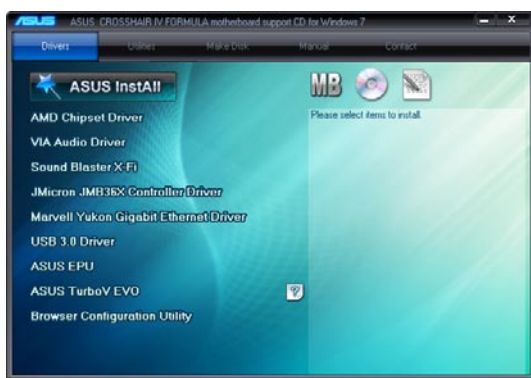 ASUS ASUS CROSSHAIR IV FORMULA motherboard support CD for Windows 7
Drivers Utilities Make Disk Manual Contact
ASUS InstAll
MB
Please select items to install.
AMD Chipset Driver
VIA Audio Driver
Sound Blaster X-Fi
JMicron JMB36X Controller Driver
Marvell Yukon Gigabit Ethernet Driver
USB 3.0 Driver
ASUS EPU
ASUS TurboV EVO
?
Browser Configuration Utility